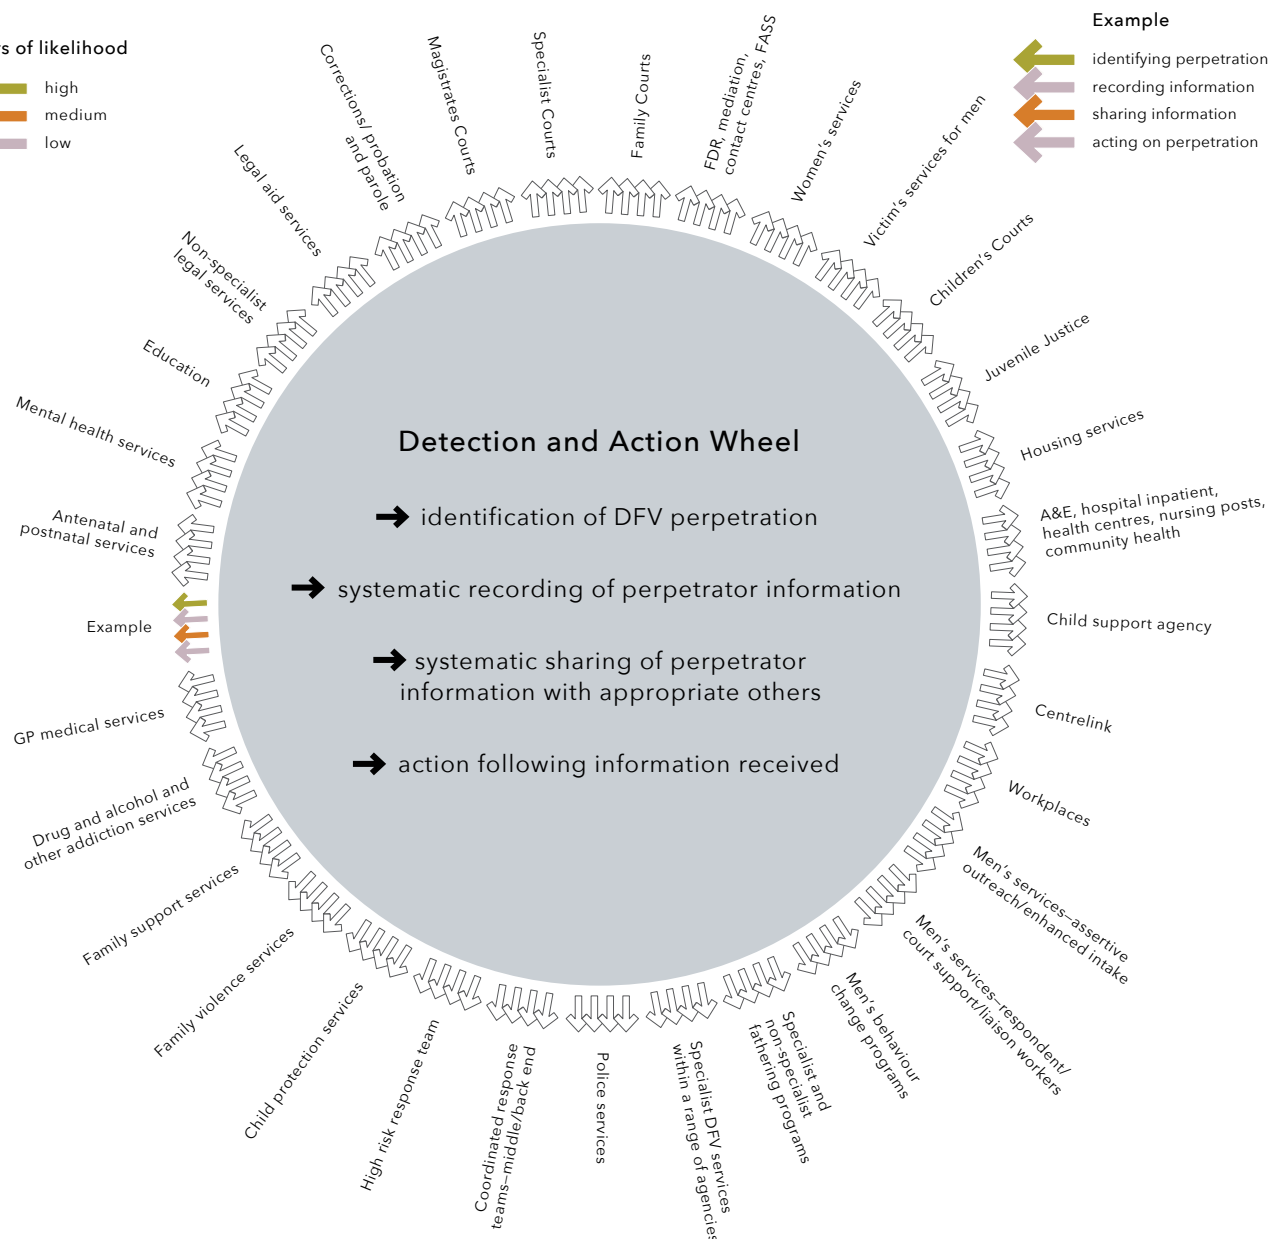 s of likelihood
high
medium
low
Example
identifying perpetration
recording information
sharing information
acting on perpetration
Detection and Action Wheel
identification of DFV perpetration
systematic recording of perpetrator information
systematic sharing of perpetrator
information with appropriate others
action following information received
Family Courts
FDR, mediation,
contact centres, FASS
Women's services
Victim's services for men
Children's Courts
Juvenile Justice
Housing services
A&E, hospital inpatient,
health centres, nursing posts,
community health
Child support agency
Centrelink
Workplaces
Men's services–assertive
outreach/enhanced intake
Men's services–respondent/
court support/liaison workers
Men's behaviour
change programs
Specialist and
non-specialist
fathering programs
Specialist DFV services
within a range of agencies
Police services
Coordinated response
teams–middle/back end
High risk response team
Child protection services
Family violence services
Family support services
Drug and alcohol and
other addiction services
GP medical services
Example
Antenatal and
postnatal services
Mental health services
Education
Non-specialist
legal services
Legal aid services
Corrections/ probation
and parole
Magistrates Courts
Specialist Courts